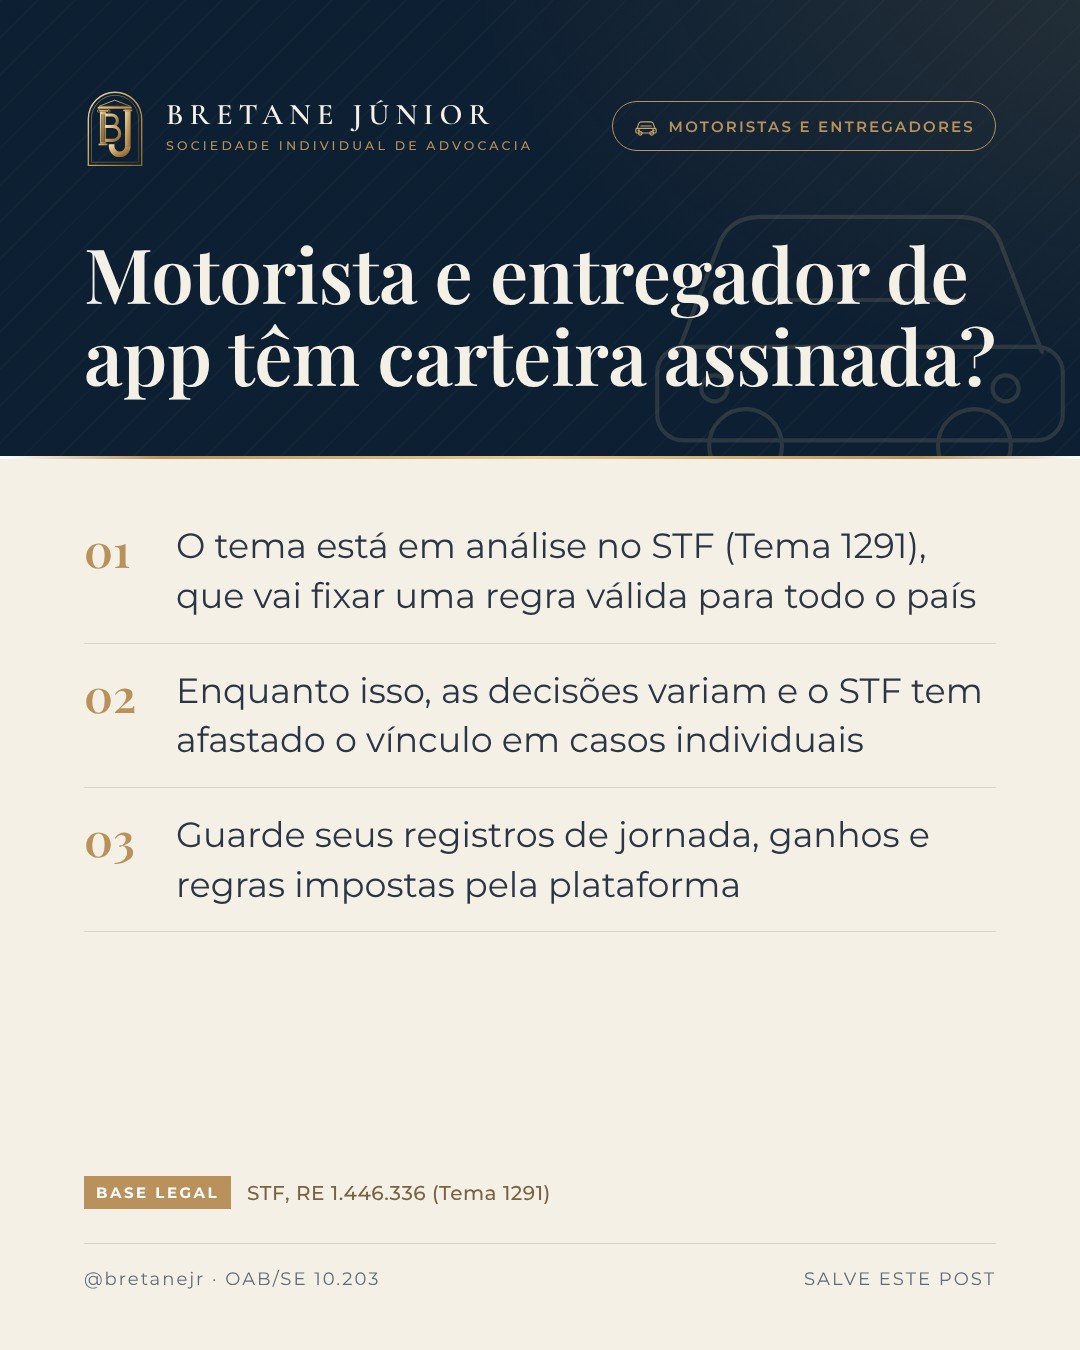 BRETANE JÚNIOR
SOCIEDADE INDIVIDUAL DE ADVOCACIA
MOTORISTAS E ENTREGADORES
Motorista e entregador de
app têm carteira assinada?
01 O tema está em análise no STF (Tema 1291),
que vai fixar uma regra válida para todo o país
02 Enquanto isso, as decisões variam e o STF tem
afastado o vínculo em casos individuais
03 Guarde seus registros de jornada, ganhos e
regras impostas pela plataforma
BASE LEGAL STF, RE 1.446.336 (Tema 1291)
@bretanejr · OAB/SE 10.203 SALVE ESTE POST